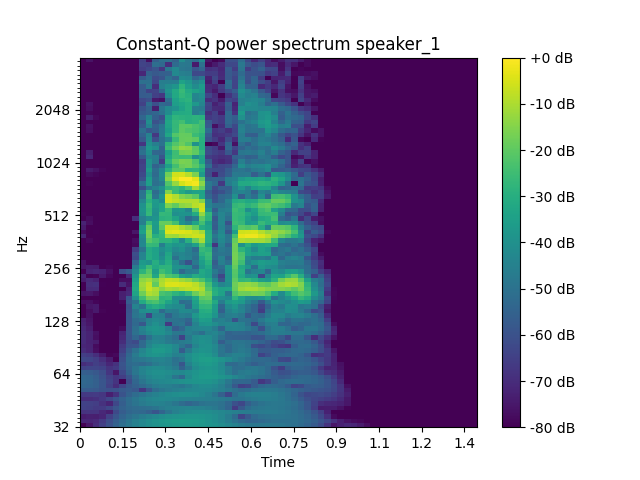 Constant-Q power spectrum speaker_1
Hz
2048
1024
512
256
128
64
32
0 0.15 0.3 0.45 0.6 0.75 0.9 1.1 1.2 1.4
Time
+0 dB
-10 dB
-20 dB
-30 dB
-40 dB
-50 dB
-60 dB
-70 dB
-80 dB